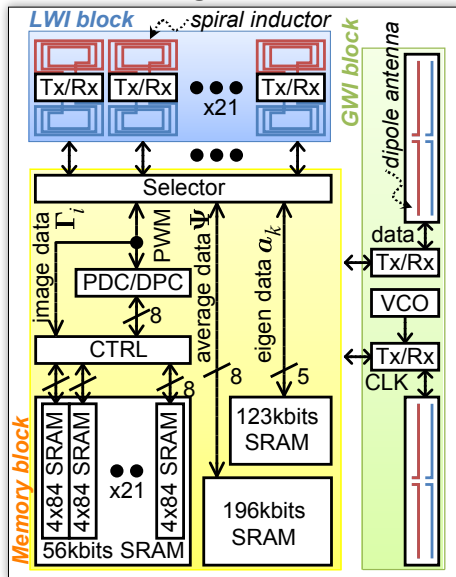 LWI block
spiral inductor
Tx/Rx Tx/Rx Tx/Rx
x21
Selector
image data Γi
PWM
average data Ψ
eigen data ak
PDC/DPC
8
CTRL
8
8
5
4x84 SRAM
4x84 SRAM
4x84 SRAM
x21
56kbits SRAM
123kbits
SRAM
196kbits
SRAM
Memory block
GWI block
dipole antenna
data
Tx/Rx
VCO
Tx/Rx
CLK